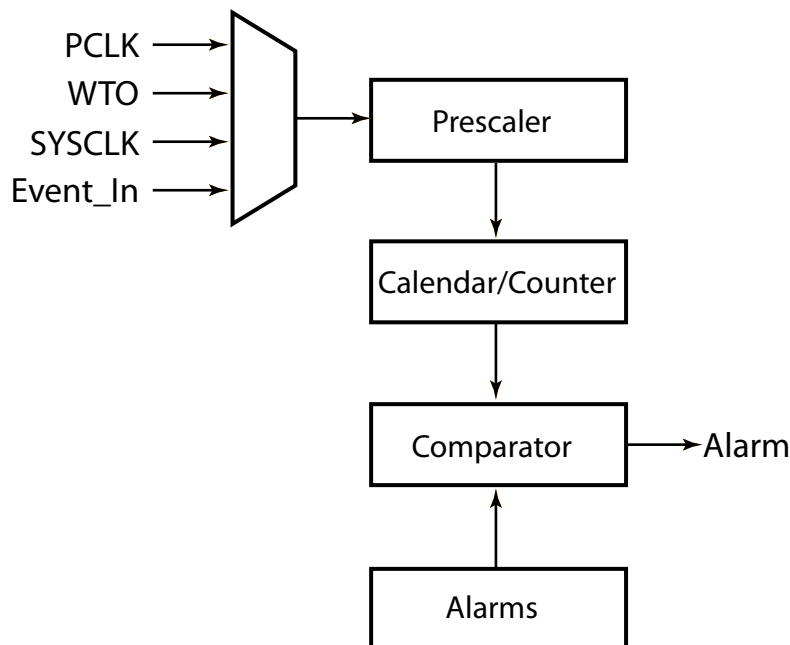 PCLK
WTO
SYSCLK
Event_In
Prescaler
Calendar/Counter
Comparator
Alarm
Alarms